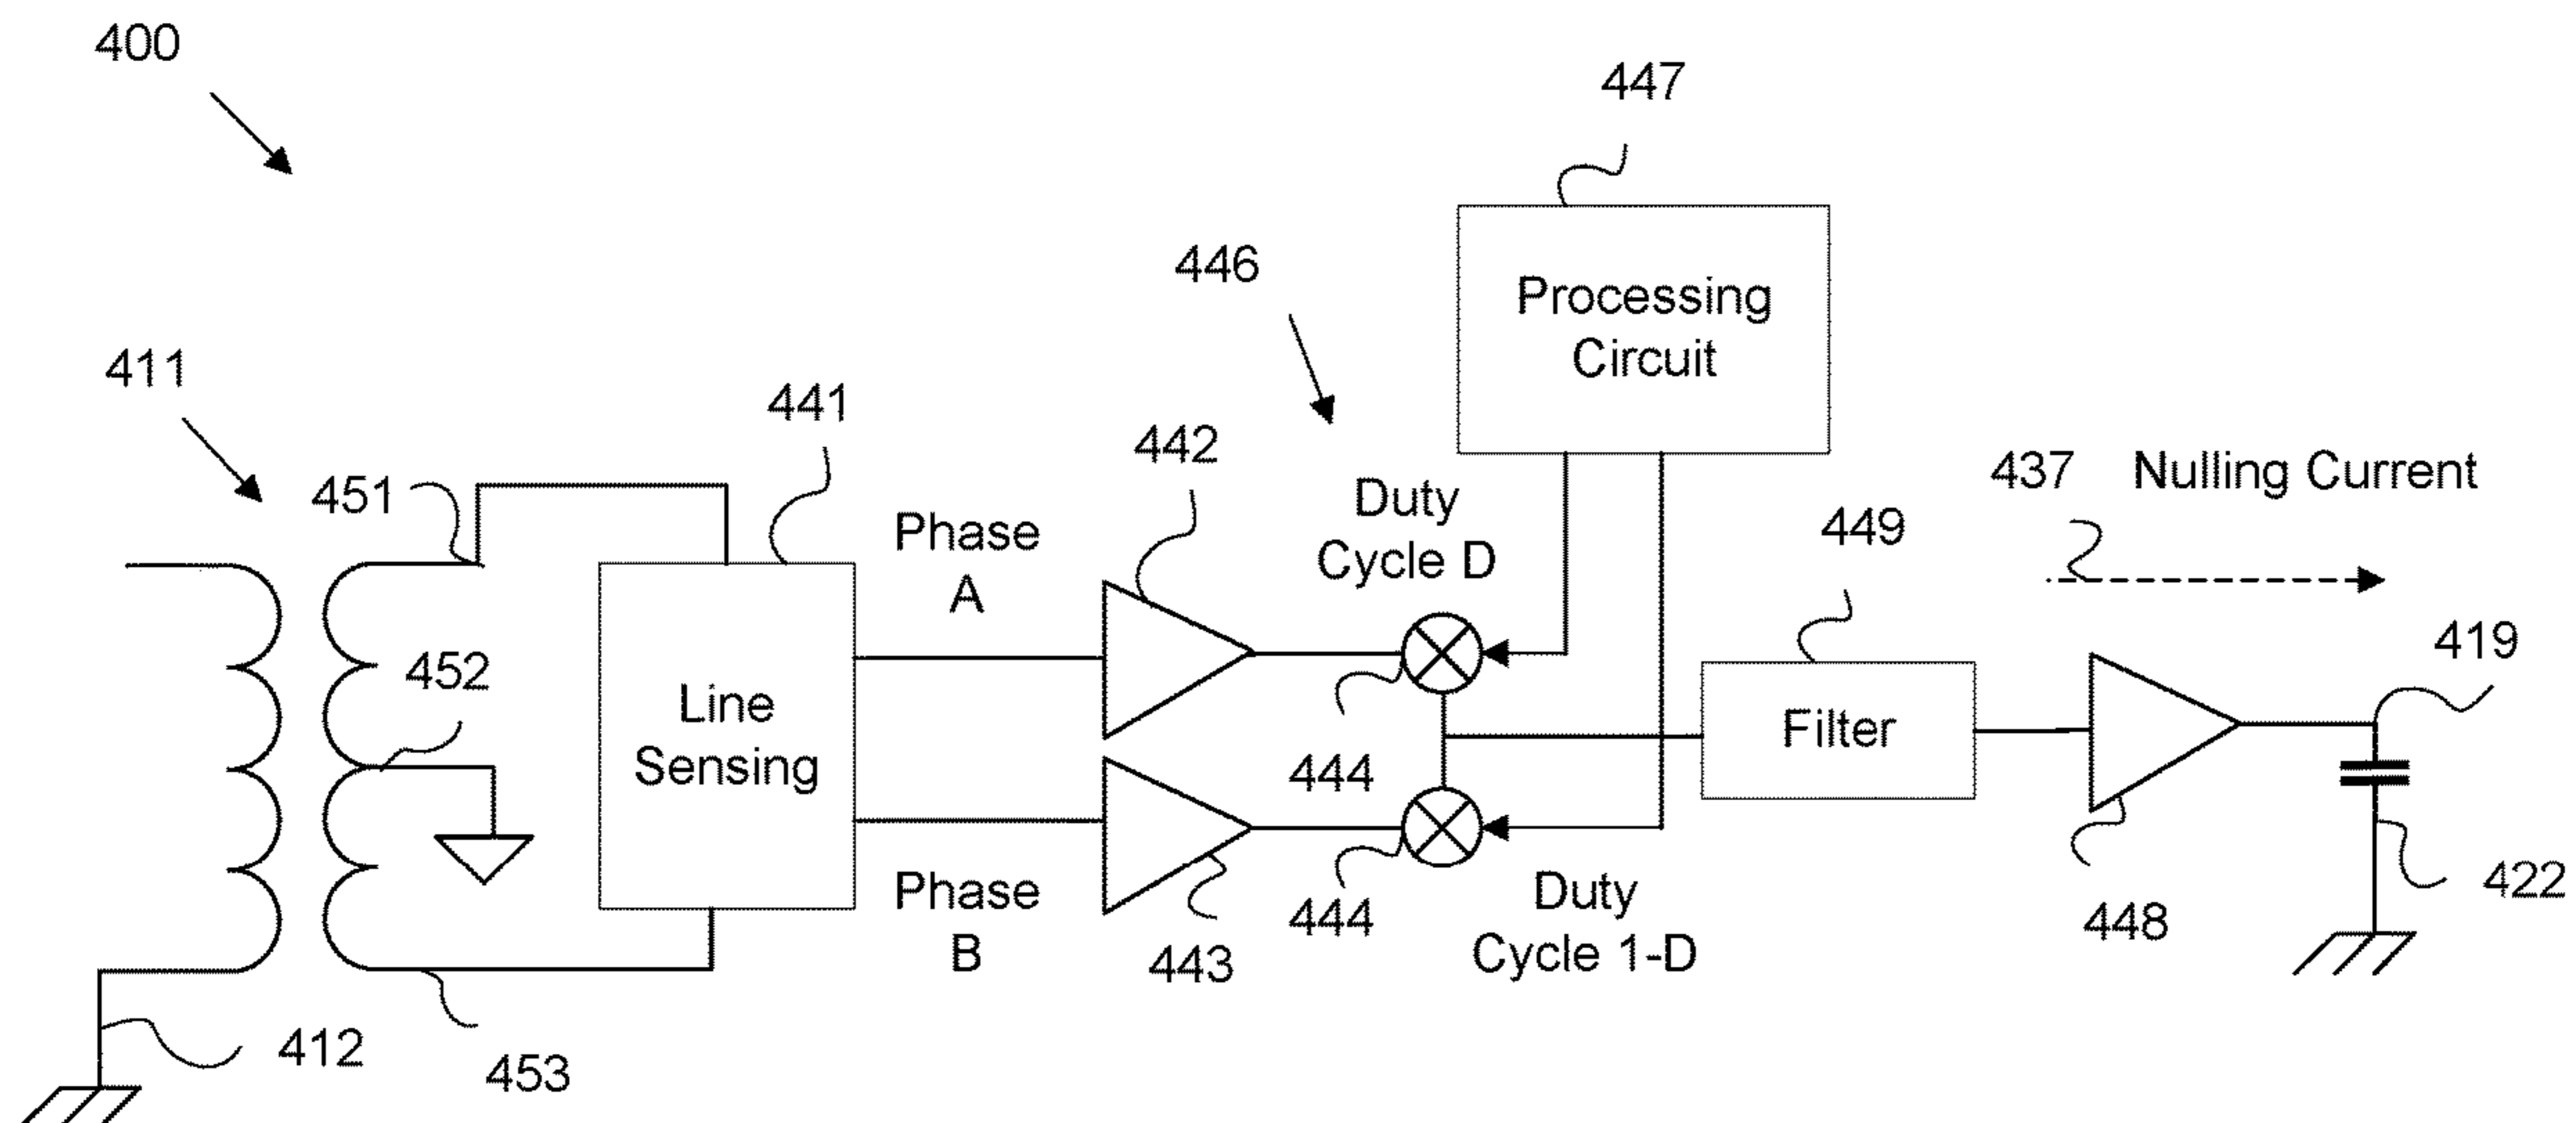 400
447
446
Processing
Circuit
411
441
442
437 Nulling Current
451
Duty
Cycle D
449
Phase
A
419
452
Line
Sensing
Filter
444
422
Phase
B
444
Duty
Cycle 1-D
448
443
412
453